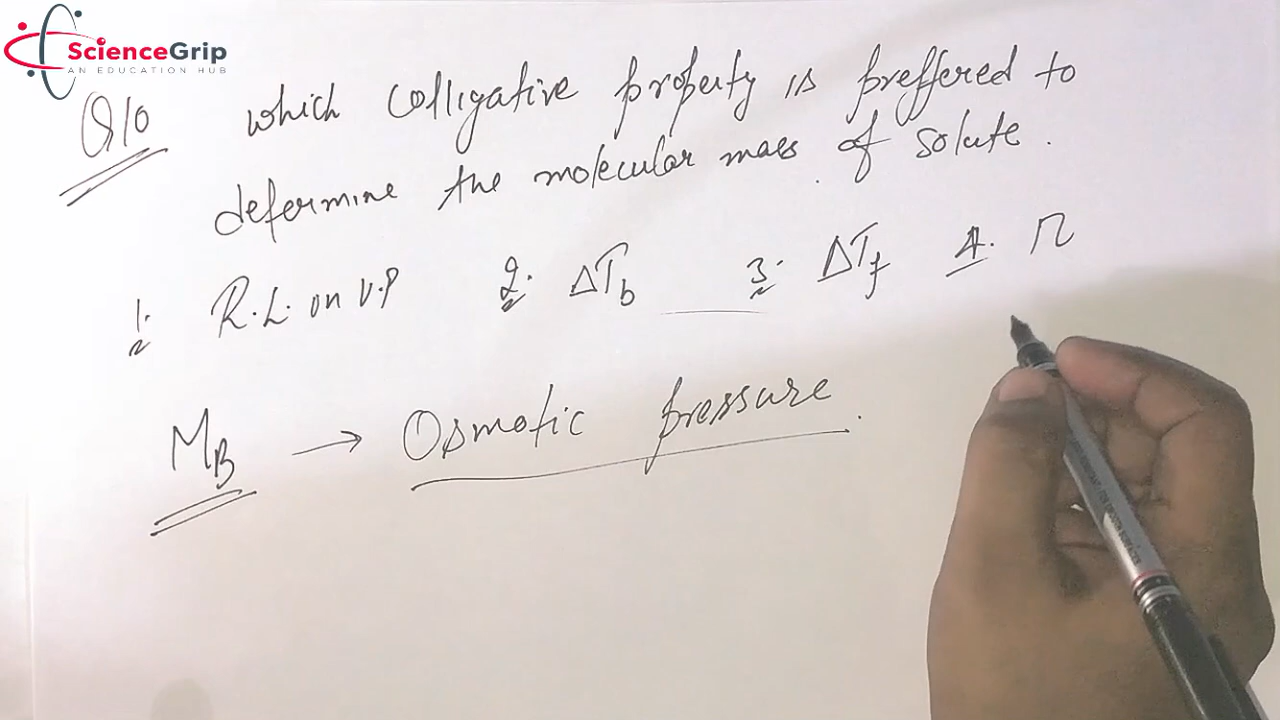 ScienceGrip
AN EDUCATION HUB
Q10 which colligative property is preffered to
determine the molecular mass of solute.
1. R.L. on V.P 2. ΔTb 3. ΔTf 4. π
MB → Osmotic pressure.